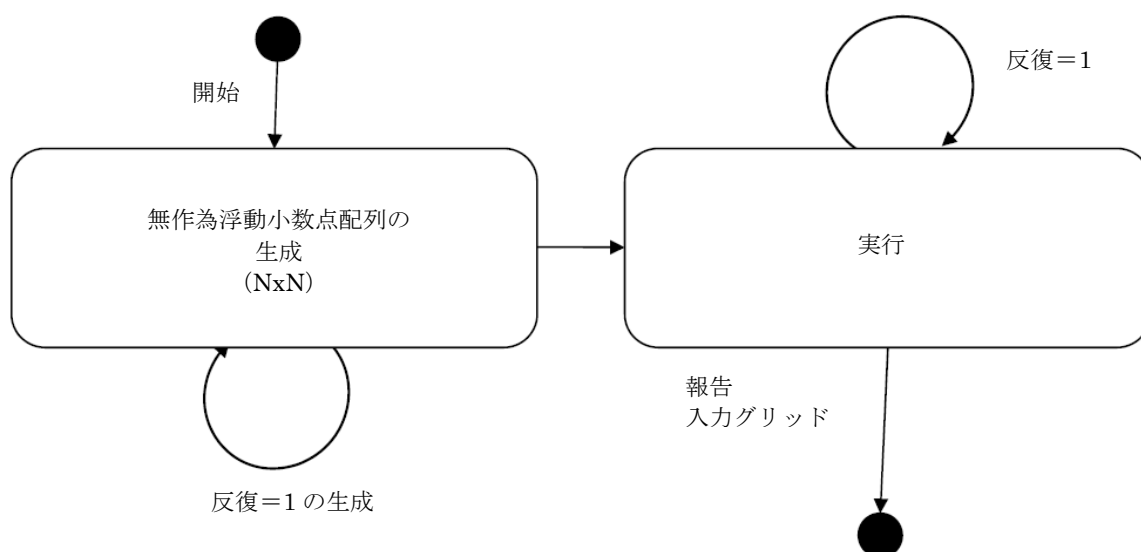 開始
反復＝1
無作為浮動小数点配列の
生成
（NxN）
実行
報告
入力グリッド
反復＝1 の生成